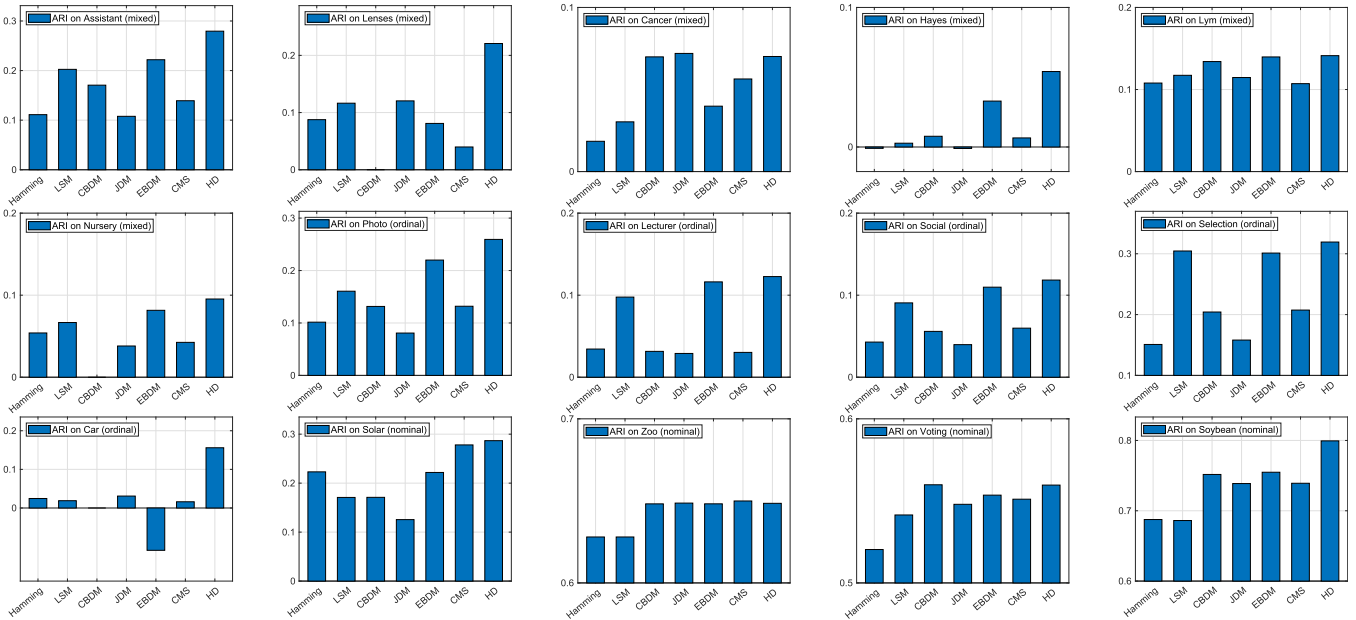 ARI on Assistant (mixed)
0.3
0.2
0.1
0
Hamming LSM CBDM JDM EBDM CMS HD
ARI on Lenses (mixed)
0.2
0.1
0
Hamming LSM CBDM JDM EBDM CMS HD
0.1
ARI on Cancer (mixed)
0
Hamming LSM CBDM JDM EBDM CMS HD
0.1
ARI on Hayes (mixed)
0
Hamming LSM CBDM JDM EBDM CMS HD
0.2
ARI on Lym (mixed)
0.1
0
Hamming LSM CBDM JDM EBDM CMS HD
0.2
ARI on Nursery (mixed)
0.1
0
Hamming LSM CBDM JDM EBDM CMS HD
0.3
ARI on Photo (ordinal)
0.2
0.1
0
Hamming LSM CBDM JDM EBDM CMS HD
0.2
ARI on Lecturer (ordinal)
0.1
0
Hamming LSM CBDM JDM EBDM CMS HD
0.2
ARI on Social (ordinal)
0.1
0
Hamming LSM CBDM JDM EBDM CMS HD
ARI on Selection (ordinal)
0.3
0.2
0.1
Hamming LSM CBDM JDM EBDM CMS HD
ARI on Car (ordinal)
0.2
0.1
0
Hamming LSM CBDM JDM EBDM CMS HD
ARI on Solar (nominal)
0.3
0.2
0.1
0
Hamming LSM CBDM JDM EBDM CMS HD
0.7
ARI on Zoo (nominal)
0.6
Hamming LSM CBDM JDM EBDM CMS HD
0.6
ARI on Voting (nominal)
0.5
Hamming LSM CBDM JDM EBDM CMS HD
ARI on Soybean (nominal)
0.8
0.7
0.6
Hamming LSM CBDM JDM EBDM CMS HD